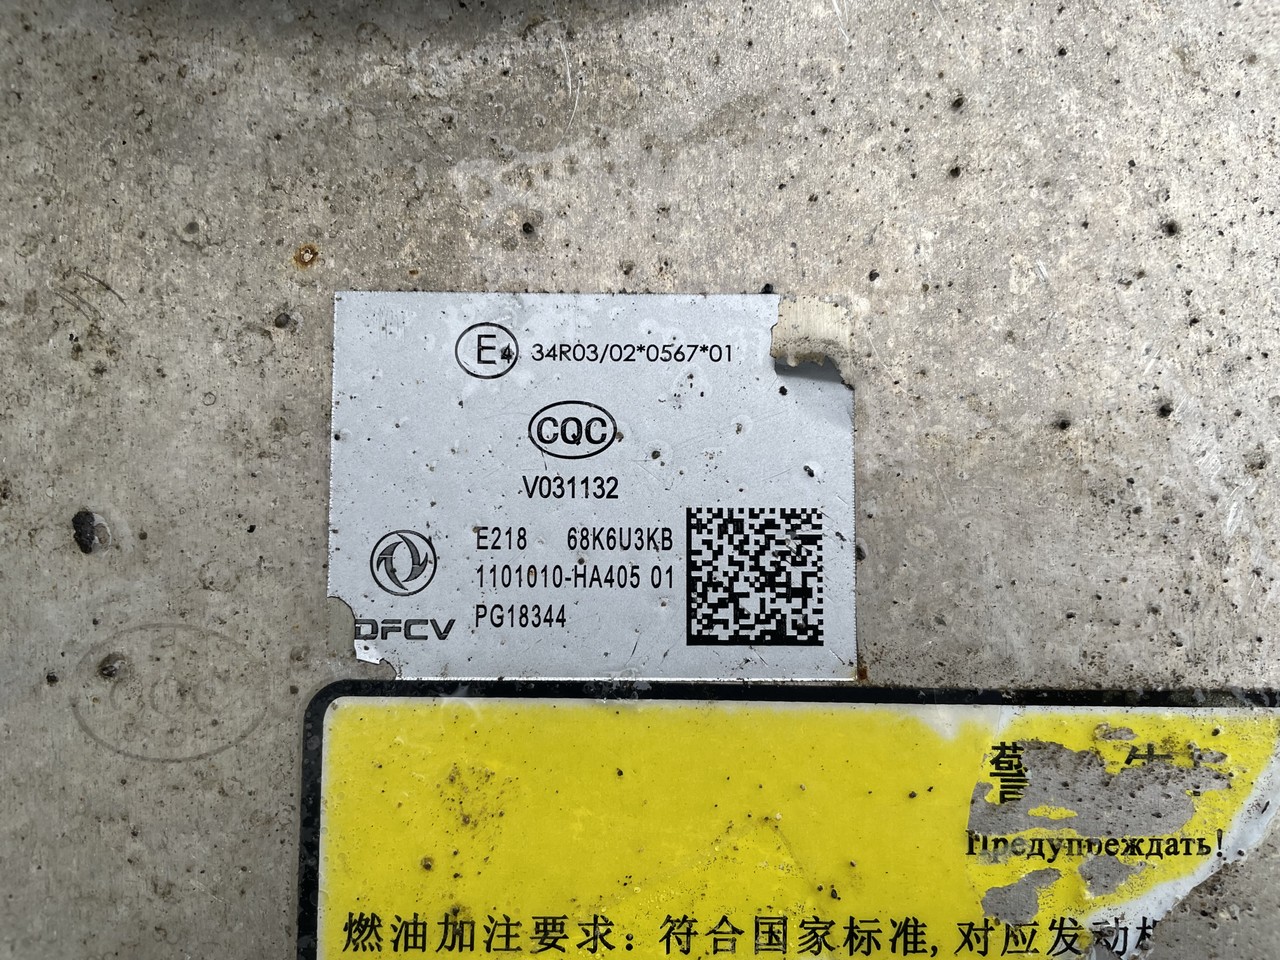 E4 34R03/02*0567*01
CQC
V031132
E218 68K6U3KB
1101010-HA405 01
PG18344
DFCV
警
Предупреждать!
燃油加注要求：符合国家标准,对应发动